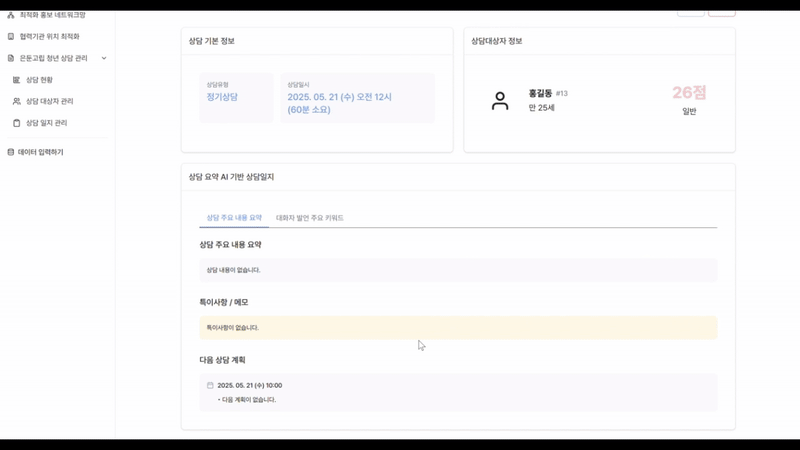 최적화 홍보 네트워크망
협력기관 위치 최적화
은둔고립 청년 상담 관리
상담 현황
상담 대상자 관리
상담 일지 관리
데이터 입력하기
상담 기본 정보
상담유형
정기상담
상담일시
2025. 05. 21 (수) 오전 12시
(60분 소요)
상담대상자 정보
홍길동 #13
만 25세
26점
일반
상담 요약 AI 기반 상담일지
상담 주요 내용 요약
대화자 발언 주요 키워드
상담 주요 내용 요약
상담 내용이 없습니다.
특이사항 / 메모
특이사항이 없습니다.
다음 상담 계획
2025. 05. 21 (수) 10:00
• 다음 계획이 없습니다.